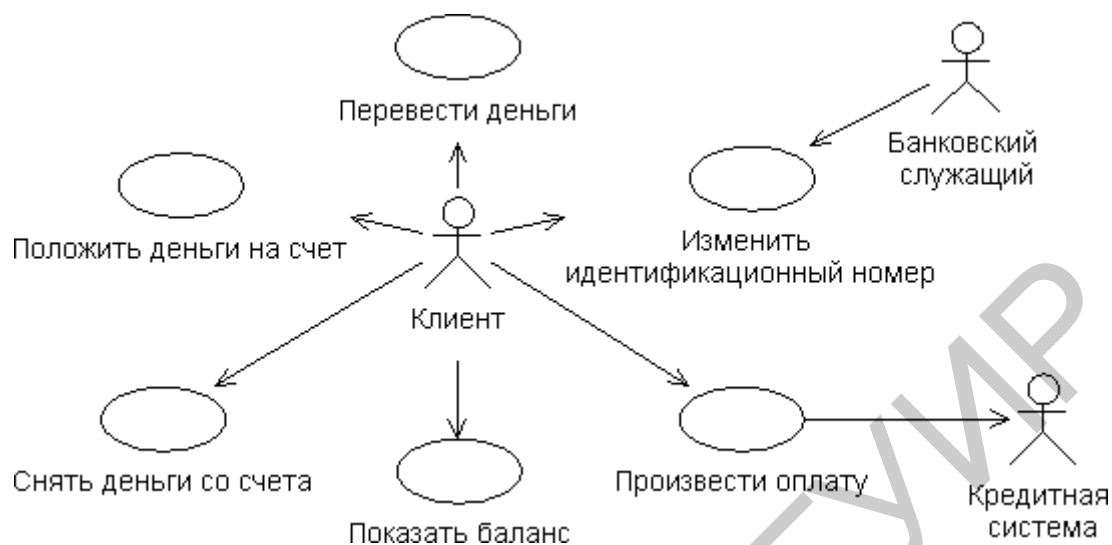 Перевести деньги
Банковский
служащий
Положить деньги на счет
Изменить
идентификационный номер
Клиент
Снять деньги со счета
Показать баланс
Произвести оплату
Кредитная
система
ГУИР